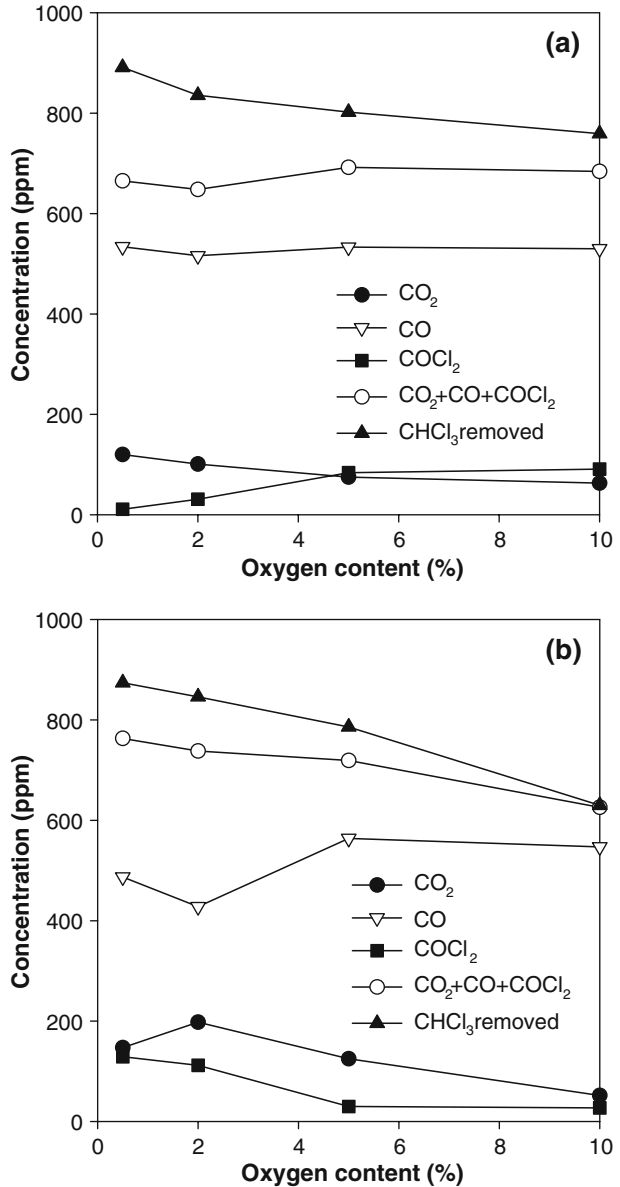 (a)
1000
800
600
400
200
0
Concentration (ppm)
CO₂
CO
COCl₂
CO₂+CO+COCl₂
CHCl₃removed
0 2 4 6 8 10
Oxygen content (%)
(b)
1000
800
600
400
200
0
Concentration (ppm)
CO₂
CO
COCl₂
CO₂+CO+COCl₂
CHCl₃removed
0 2 4 6 8 10
Oxygen content (%)